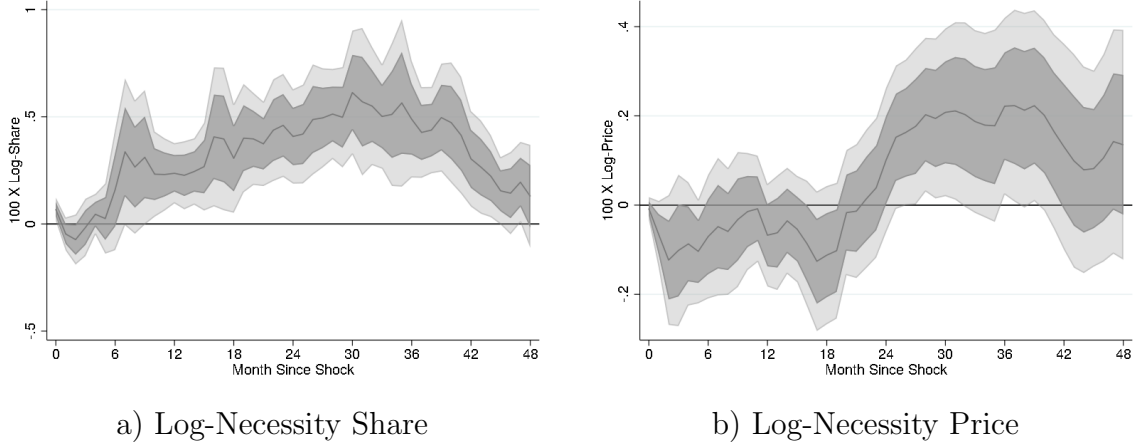 100 X Log-Share
1
.5
0
-.5
0 6 12 18 24 30 36 42 48
Month Since Shock
a) Log-Necessity Share
100 X Log-Price
.4
.2
0
-.2
0 6 12 18 24 30 36 42 48
Month Since Shock
b) Log-Necessity Price